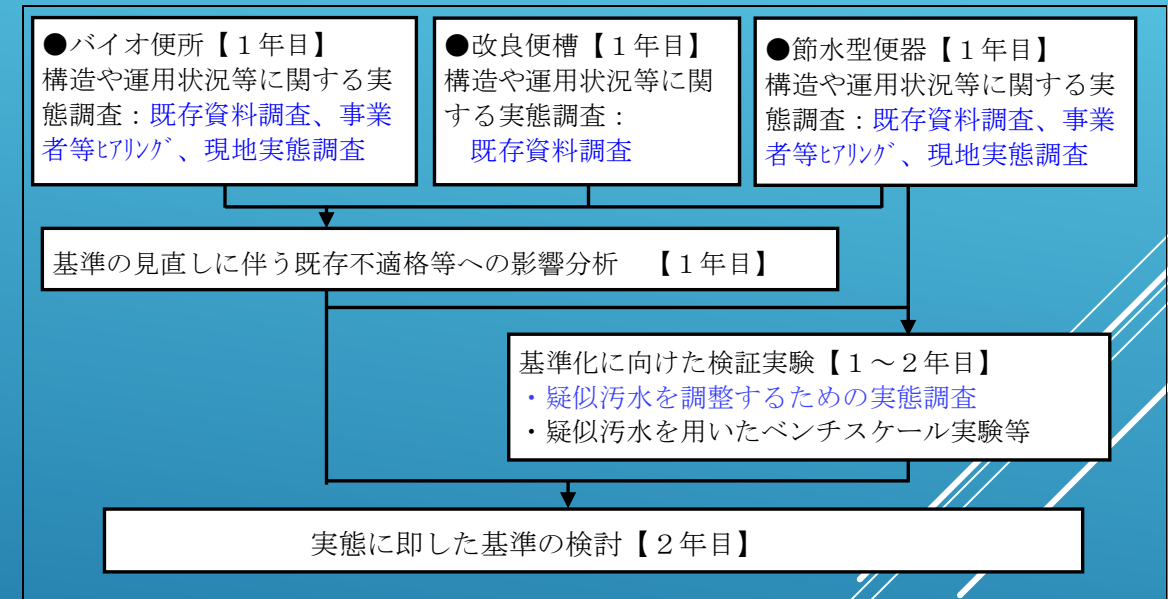 ●バイオ便所【１年目】
構造や運用状況等に関する実
態調査：既存資料調査、事業
者等ﾋｱﾘﾝｸﾞ、現地実態調査
●改良便槽【１年目】
構造や運用状況等に関
する実態調査：
既存資料調査
●節水型便器【１年目】
構造や運用状況等に関する実
態調査：既存資料調査、事業
者等ﾋｱﾘﾝｸﾞ、現地実態調査
基準の見直しに伴う既存不適格等への影響分析　【１年目】
基準化に向けた検証実験【１～２年目】
・疑似汚水を調整するための実態調査
・疑似汚水を用いたベンチスケール実験等
実態に即した基準の検討【２年目】